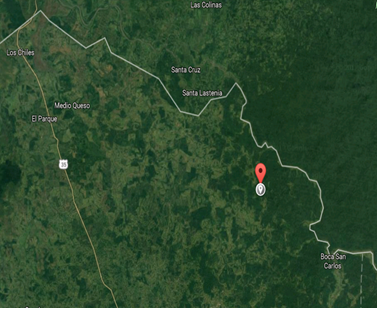 Las Colinas
Los Chiles
Santa Cruz
Santa Lastenia
Medio Queso
El Parque
35
Boca San
Carlos